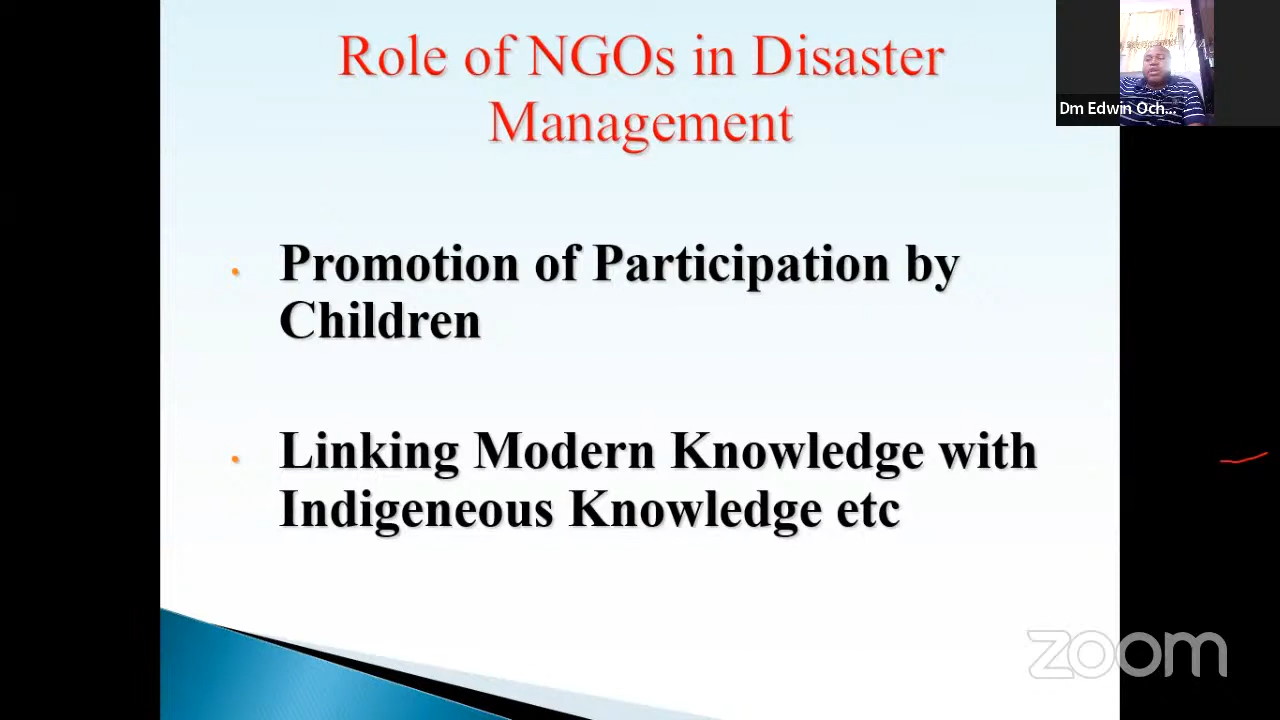 Role of NGOs in Disaster
Management
Dm Edwin Och...
Promotion of Participation by
Children
Linking Modern Knowledge with
Indigeneous Knowledge etc
zoom